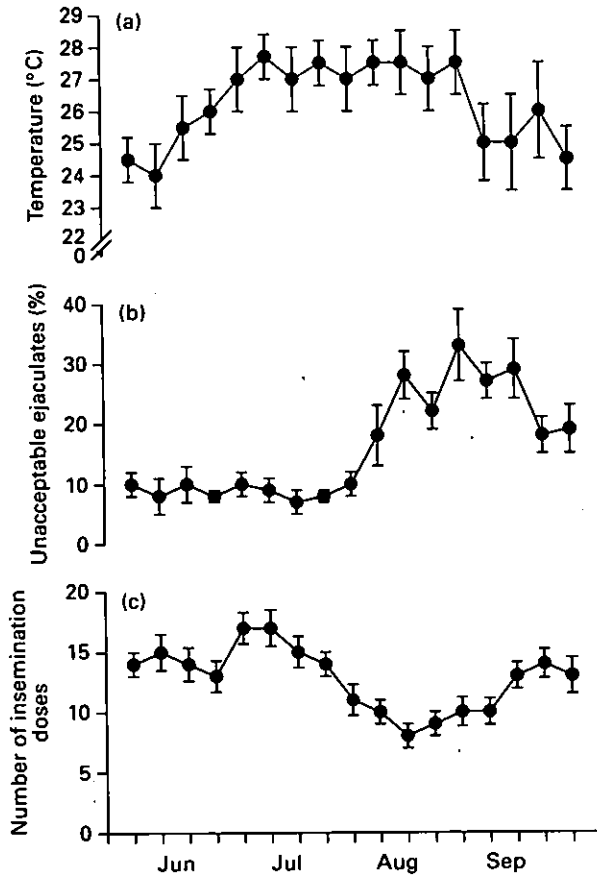 (a)
Temperature (°C)
29
28
27
26
25
24
23
22
0
(b)
Unacceptable ejaculates (%)
40
30
20
10
0
(c)
Number of insemination
doses
20
15
10
5
0
Jun Jul Aug Sep